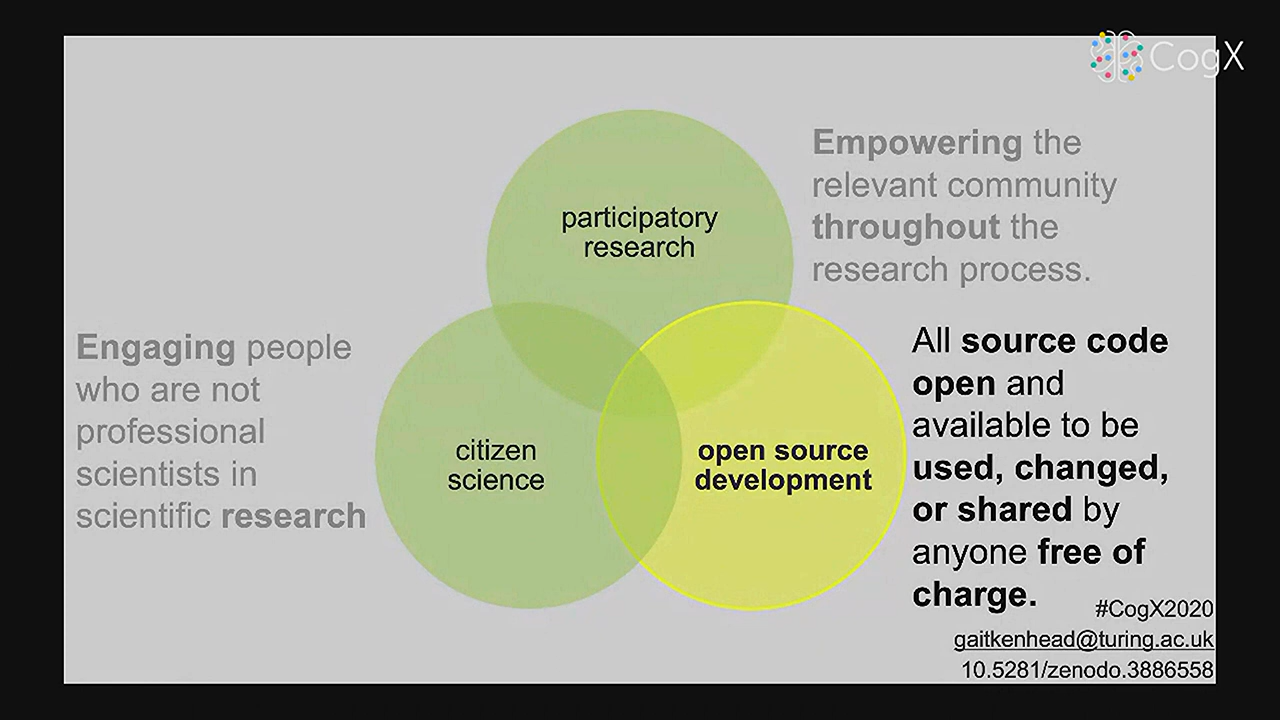 CogX
participatory
research
Empowering the
relevant community
throughout the
research process.
Engaging people
who are not
professional
scientists in
scientific research
citizen
science
open source
development
All source code
open and
available to be
used, changed,
or shared by
anyone free of
charge.
#CogX2020
gaitkenhead@turing.ac.uk
10.5281/zenodo.3886558